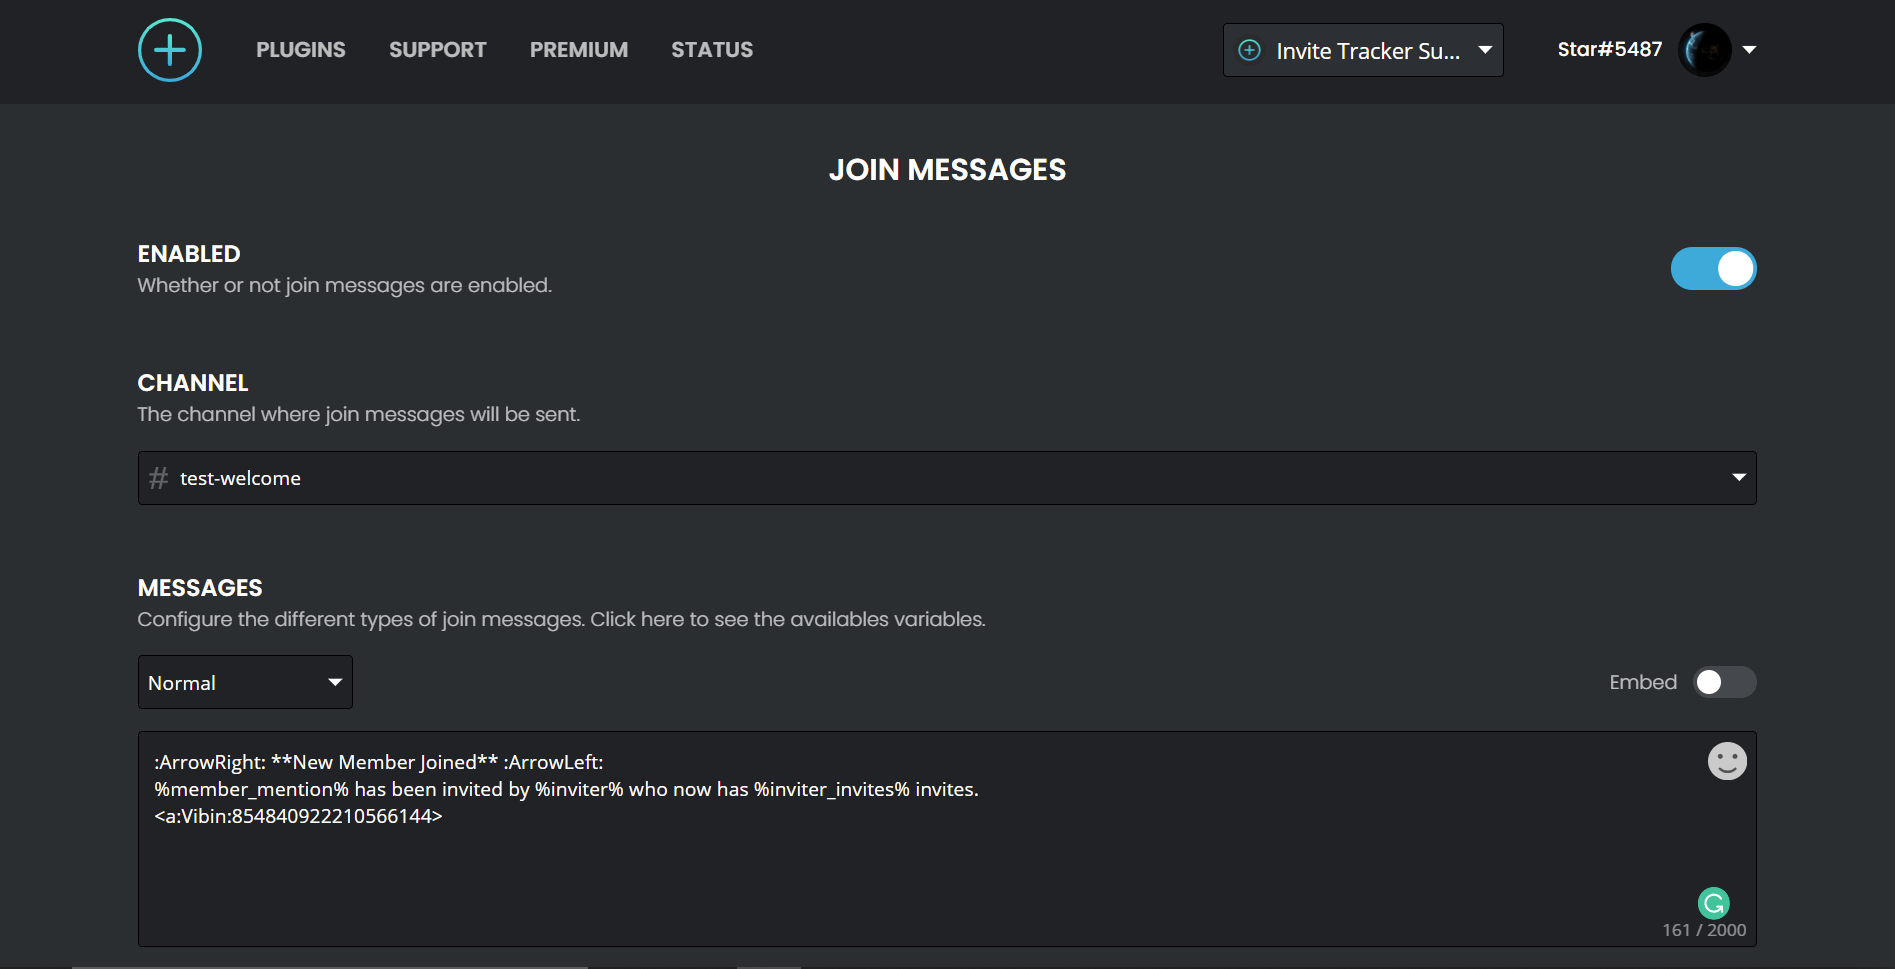 PLUGINS SUPPORT PREMIUM STATUS Invite Tracker Su... Star#5487
JOIN MESSAGES
ENABLED
Whether or not join messages are enabled.
CHANNEL
The channel where join messages will be sent.
# test-welcome
MESSAGES
Configure the different types of join messages. Click here to see the availables variables.
Normal Embed
:ArrowRight: **New Member Joined** :ArrowLeft:
%member_mention% has been invited by %inviter% who now has %inviter_invites% invites.
<a:Vibin:854840922210566144>
161 / 2000